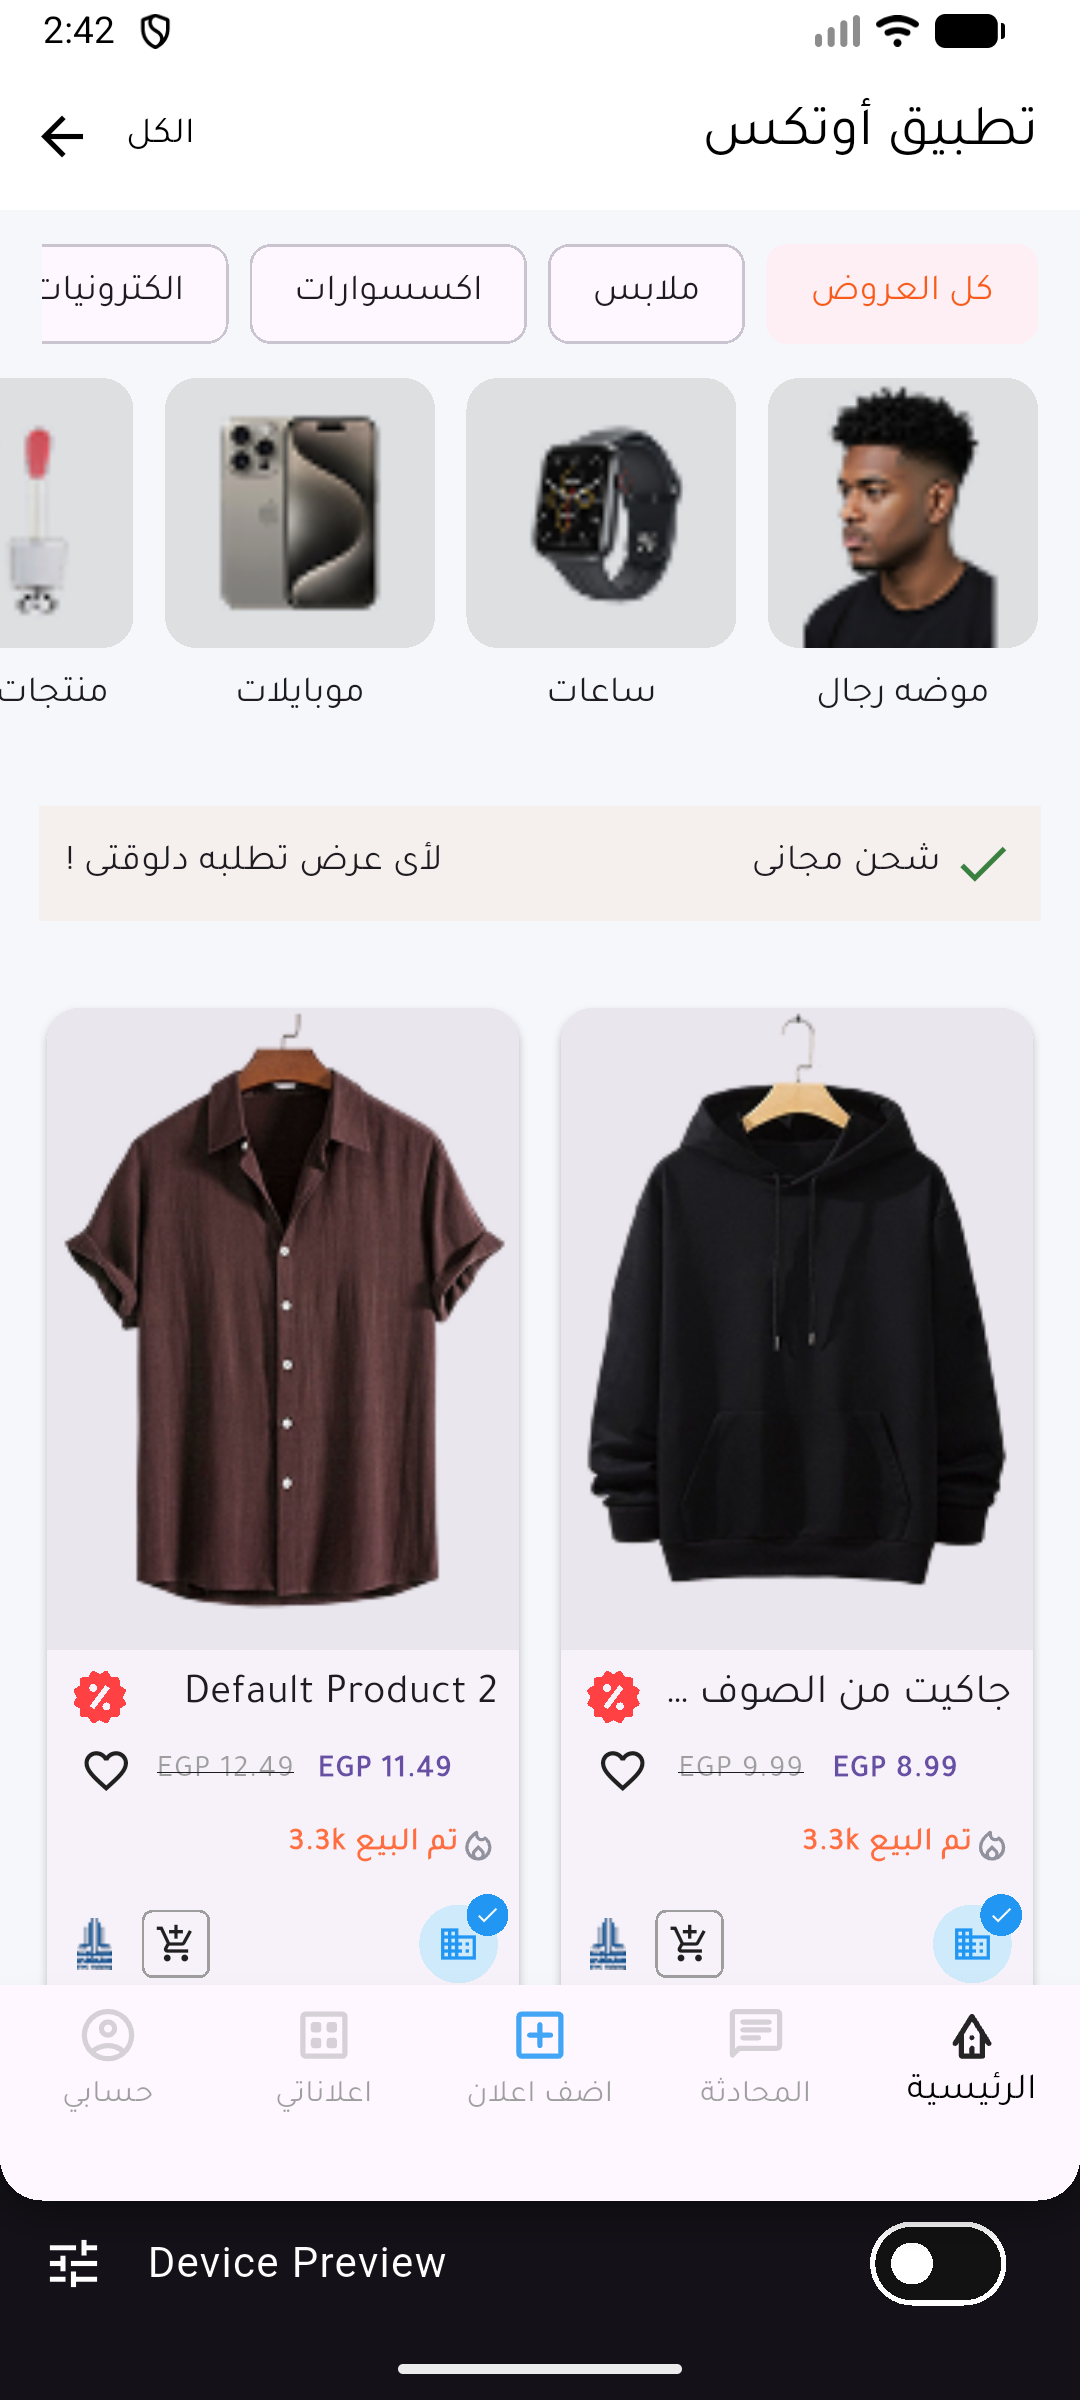 2:42
تطبيق أوتكس
الكل
كل العروض
ملابس
اكسسوارات
الكترونيات
موضه رجال
ساعات
موبايلات
منتجات
شحن مجانى
لأى عرض تطلبه دلوقتى !
جاكيت من الصوف ...
EGP 8.99 EGP 9.99
تم البيع 3.3k
Default Product 2
EGP 11.49 EGP 12.49
تم البيع 3.3k
الرئيسية
المحادثة
اضف اعلان
اعلاناتي
حسابي
Device Preview